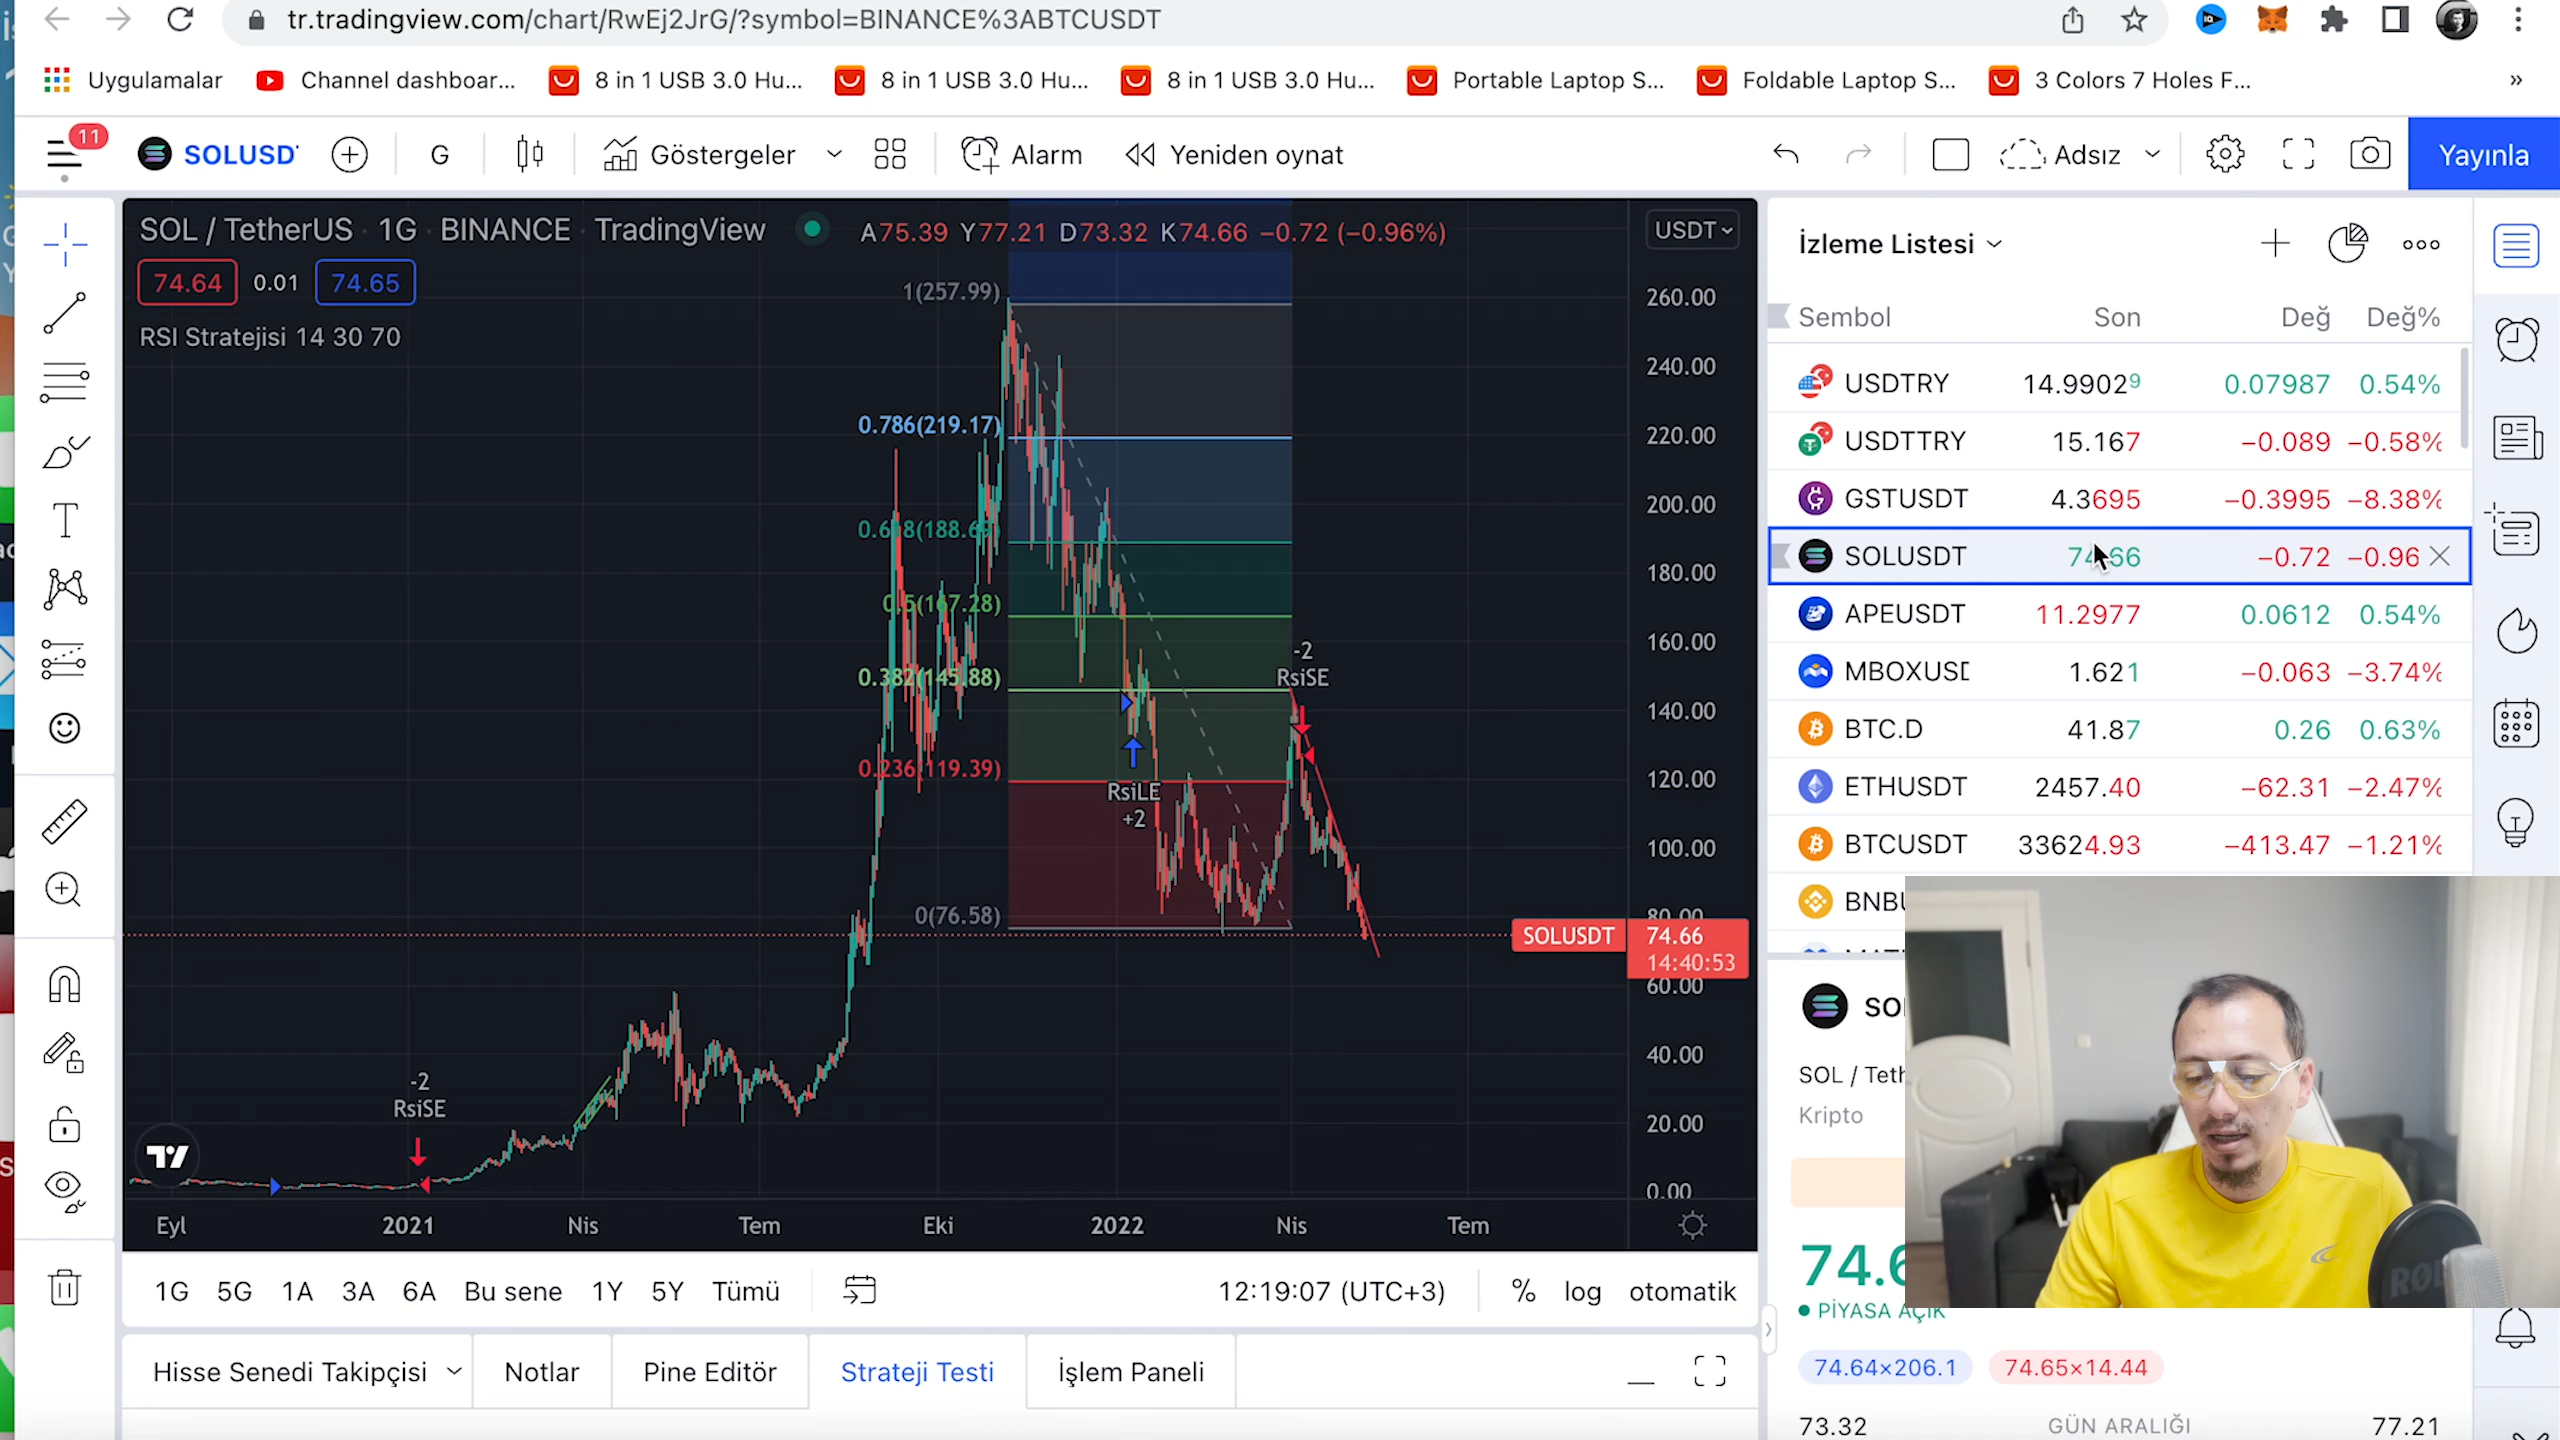 tr.tradingview.com/chart/RwEj2JrG/?symbol=BINANCE%3ABTCUSDT
Uygulamalar
Channel dashboar...
8 in 1 USB 3.0 Hu...
8 in 1 USB 3.0 Hu...
8 in 1 USB 3.0 Hu...
Portable Laptop S...
Foldable Laptop S...
3 Colors 7 Holes F...
»
11
SOLUSD
G
Göstergeler
Alarm
Yeniden oynat
Adsız
Yayınla
SOL / TetherUS · 1G · BINANCE · TradingView
A75.39 Y77.21 D73.32 K74.66 −0.72 (−0.96%)
USDT
74.64
0.01
74.65
RSI Stratejisi 14 30 70
1(257.99)
0.786(219.17)
0.5(167.28)
0.382(145.88)
0.236(119.39)
0(76.58)
-2
RsiSE
RsiLE
+2
-2
RsiSE
260.00
240.00
220.00
200.00
180.00
160.00
140.00
120.00
100.00
80.00
SOLUSDT
74.66
14:40:53
60.00
40.00
20.00
0.00
Eyl
2021
Nis
Tem
Eki
2022
Nis
Tem
1G
5G
1A
3A
6A
Bu sene
1Y
5Y
Tümü
12:19:07 (UTC+3)
%
log
otomatik
Hisse Senedi Takipçisi
Notlar
Pine Editör
Strateji Testi
İşlem Paneli
İzleme Listesi
Sembol Son Değ Değ%
USDTRY 14.99029 0.07987 0.54%
USDTTRY 15.167 −0.089 −0.58%
GSTUSDT 4.3695 −0.3995 −8.38%
SOLUSDT 74.66 −0.72 −0.96
APEUSDT 11.2977 0.0612 0.54%
MBOXUSD 1.621 −0.063 −3.74%
BTC.D 41.87 0.26 0.63%
ETHUSDT 2457.40 −62.31 −2.47%
BTCUSDT 33624.93 −413.47 −1.21%
BNBU
SO
SOL / Teth
Kripto
74.6
PİYASA AÇIK
74.64×206.1
74.65×14.44
73.32 GÜN ARALIĞI 77.21